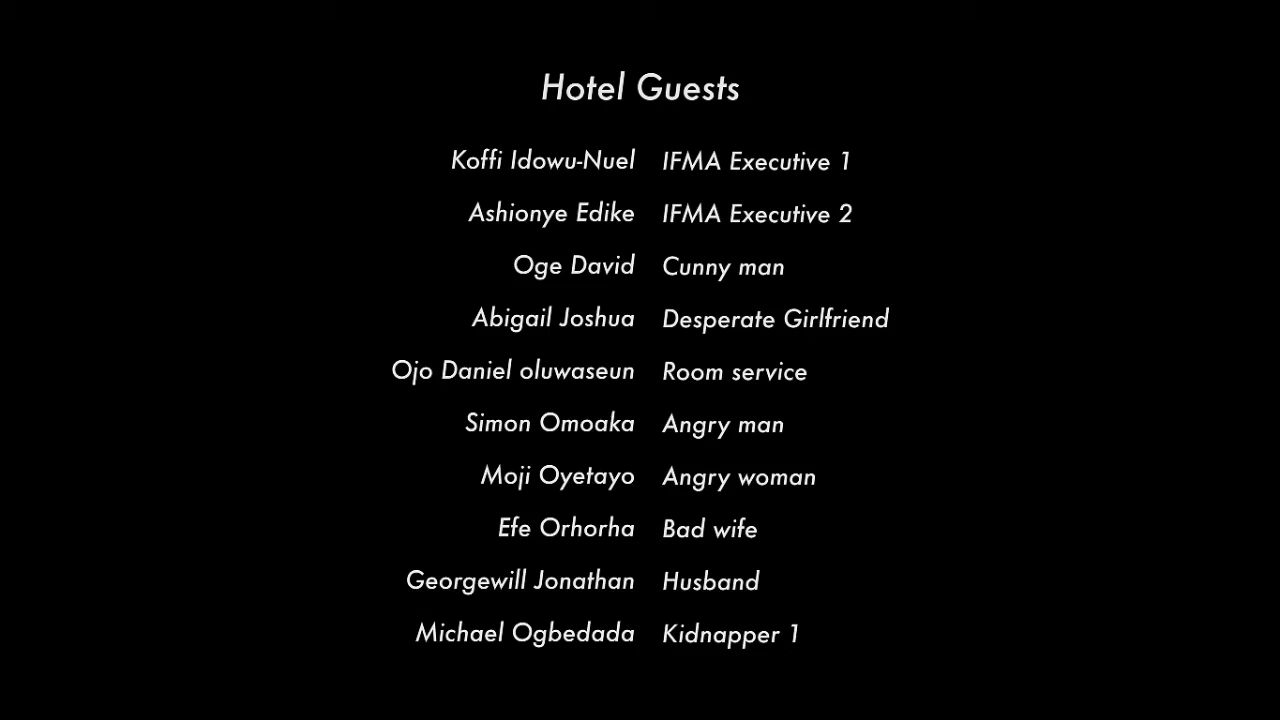 Hotel Guests
Koffi Idowu-Nuel IFMA Executive 1
Ashionye Edike IFMA Executive 2
Oge David Cunny man
Abigail Joshua Desperate Girlfriend
Ojo Daniel oluwaseun Room service
Simon Omoaka Angry man
Moji Oyetayo Angry woman
Efe Orhorha Bad wife
Georgewill Jonathan Husband
Michael Ogbedada Kidnapper 1